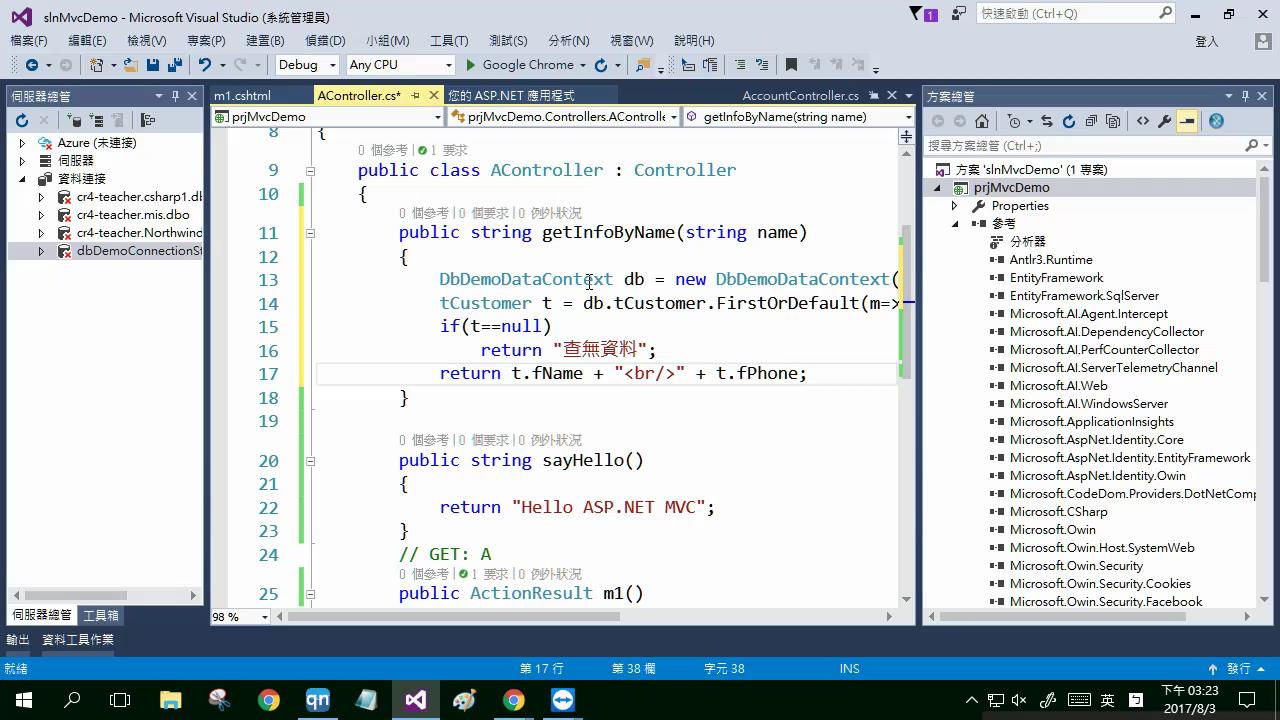 slnMvcDemo - Microsoft Visual Studio (系統管理員)
1
快速啟動 (Ctrl+Q)
檔案(F) 編輯(E) 檢視(V) 專案(P) 建置(B) 偵錯(D) 小組(M) 工具(T) 測試(S) 分析(N) 視窗(W) 說明(H)
登入
Debug Any CPU Google Chrome
伺服器總管
m1.cshtml AController.cs* 您的 ASP.NET 應用程式 AccountController.cs
prjMvcDemo prjMvcDemo.Controllers.AControlle getInfoByName(string name)
Azure (未連接)
伺服器
資料連接
cr4-teacher.csharp1.db
cr4-teacher.mis.dbo
cr4-teacher.Northwind
dbDemoConnectionSt
8 {
0 個參考 | 1 要求
9 public class AController : Controller
10 {
0 個參考|0 個要求|0 例外狀況
11 public string getInfoByName(string name)
12 {
13 DbDemoDataContext db = new DbDemoDataContext(
14 tCustomer t = db.tCustomer.FirstOrDefault(m=>
15 if(t==null)
16 return "查無資料";
17 return t.fName + "<br/>" + t.fPhone;
18 }
19
0 個參考|0 個要求|0 例外狀況
20 public string sayHello()
21 {
22 return "Hello ASP.NET MVC";
23 }
24 // GET: A
0 個參考| 1 要求|0 例外狀況
25 public ActionResult m1()
98 %
伺服器總管 工具箱
輸出 資料工具作業
方案總管
搜尋方案總管 (Ctrl+;)
方案 'slnMvcDemo' (1 專案)
prjMvcDemo
Properties
參考
分析器
Antlr3.Runtime
EntityFramework
EntityFramework.SqlServer
Microsoft.AI.Agent.Intercept
Microsoft.AI.DependencyCollector
Microsoft.AI.PerfCounterCollector
Microsoft.AI.ServerTelemetryChannel
Microsoft.AI.Web
Microsoft.AI.WindowsServer
Microsoft.ApplicationInsights
Microsoft.AspNet.Identity.Core
Microsoft.AspNet.Identity.EntityFramework
Microsoft.AspNet.Identity.Owin
Microsoft.CodeDom.Providers.DotNetComp
Microsoft.CSharp
Microsoft.Owin
Microsoft.Owin.Host.SystemWeb
Microsoft.Owin.Security
Microsoft.Owin.Security.Cookies
Microsoft.Owin.Security.Facebook
就緒 第 17 行 第 38 欄 字元 38 INS 發行
qn
英
下午 03:23
2017/8/3